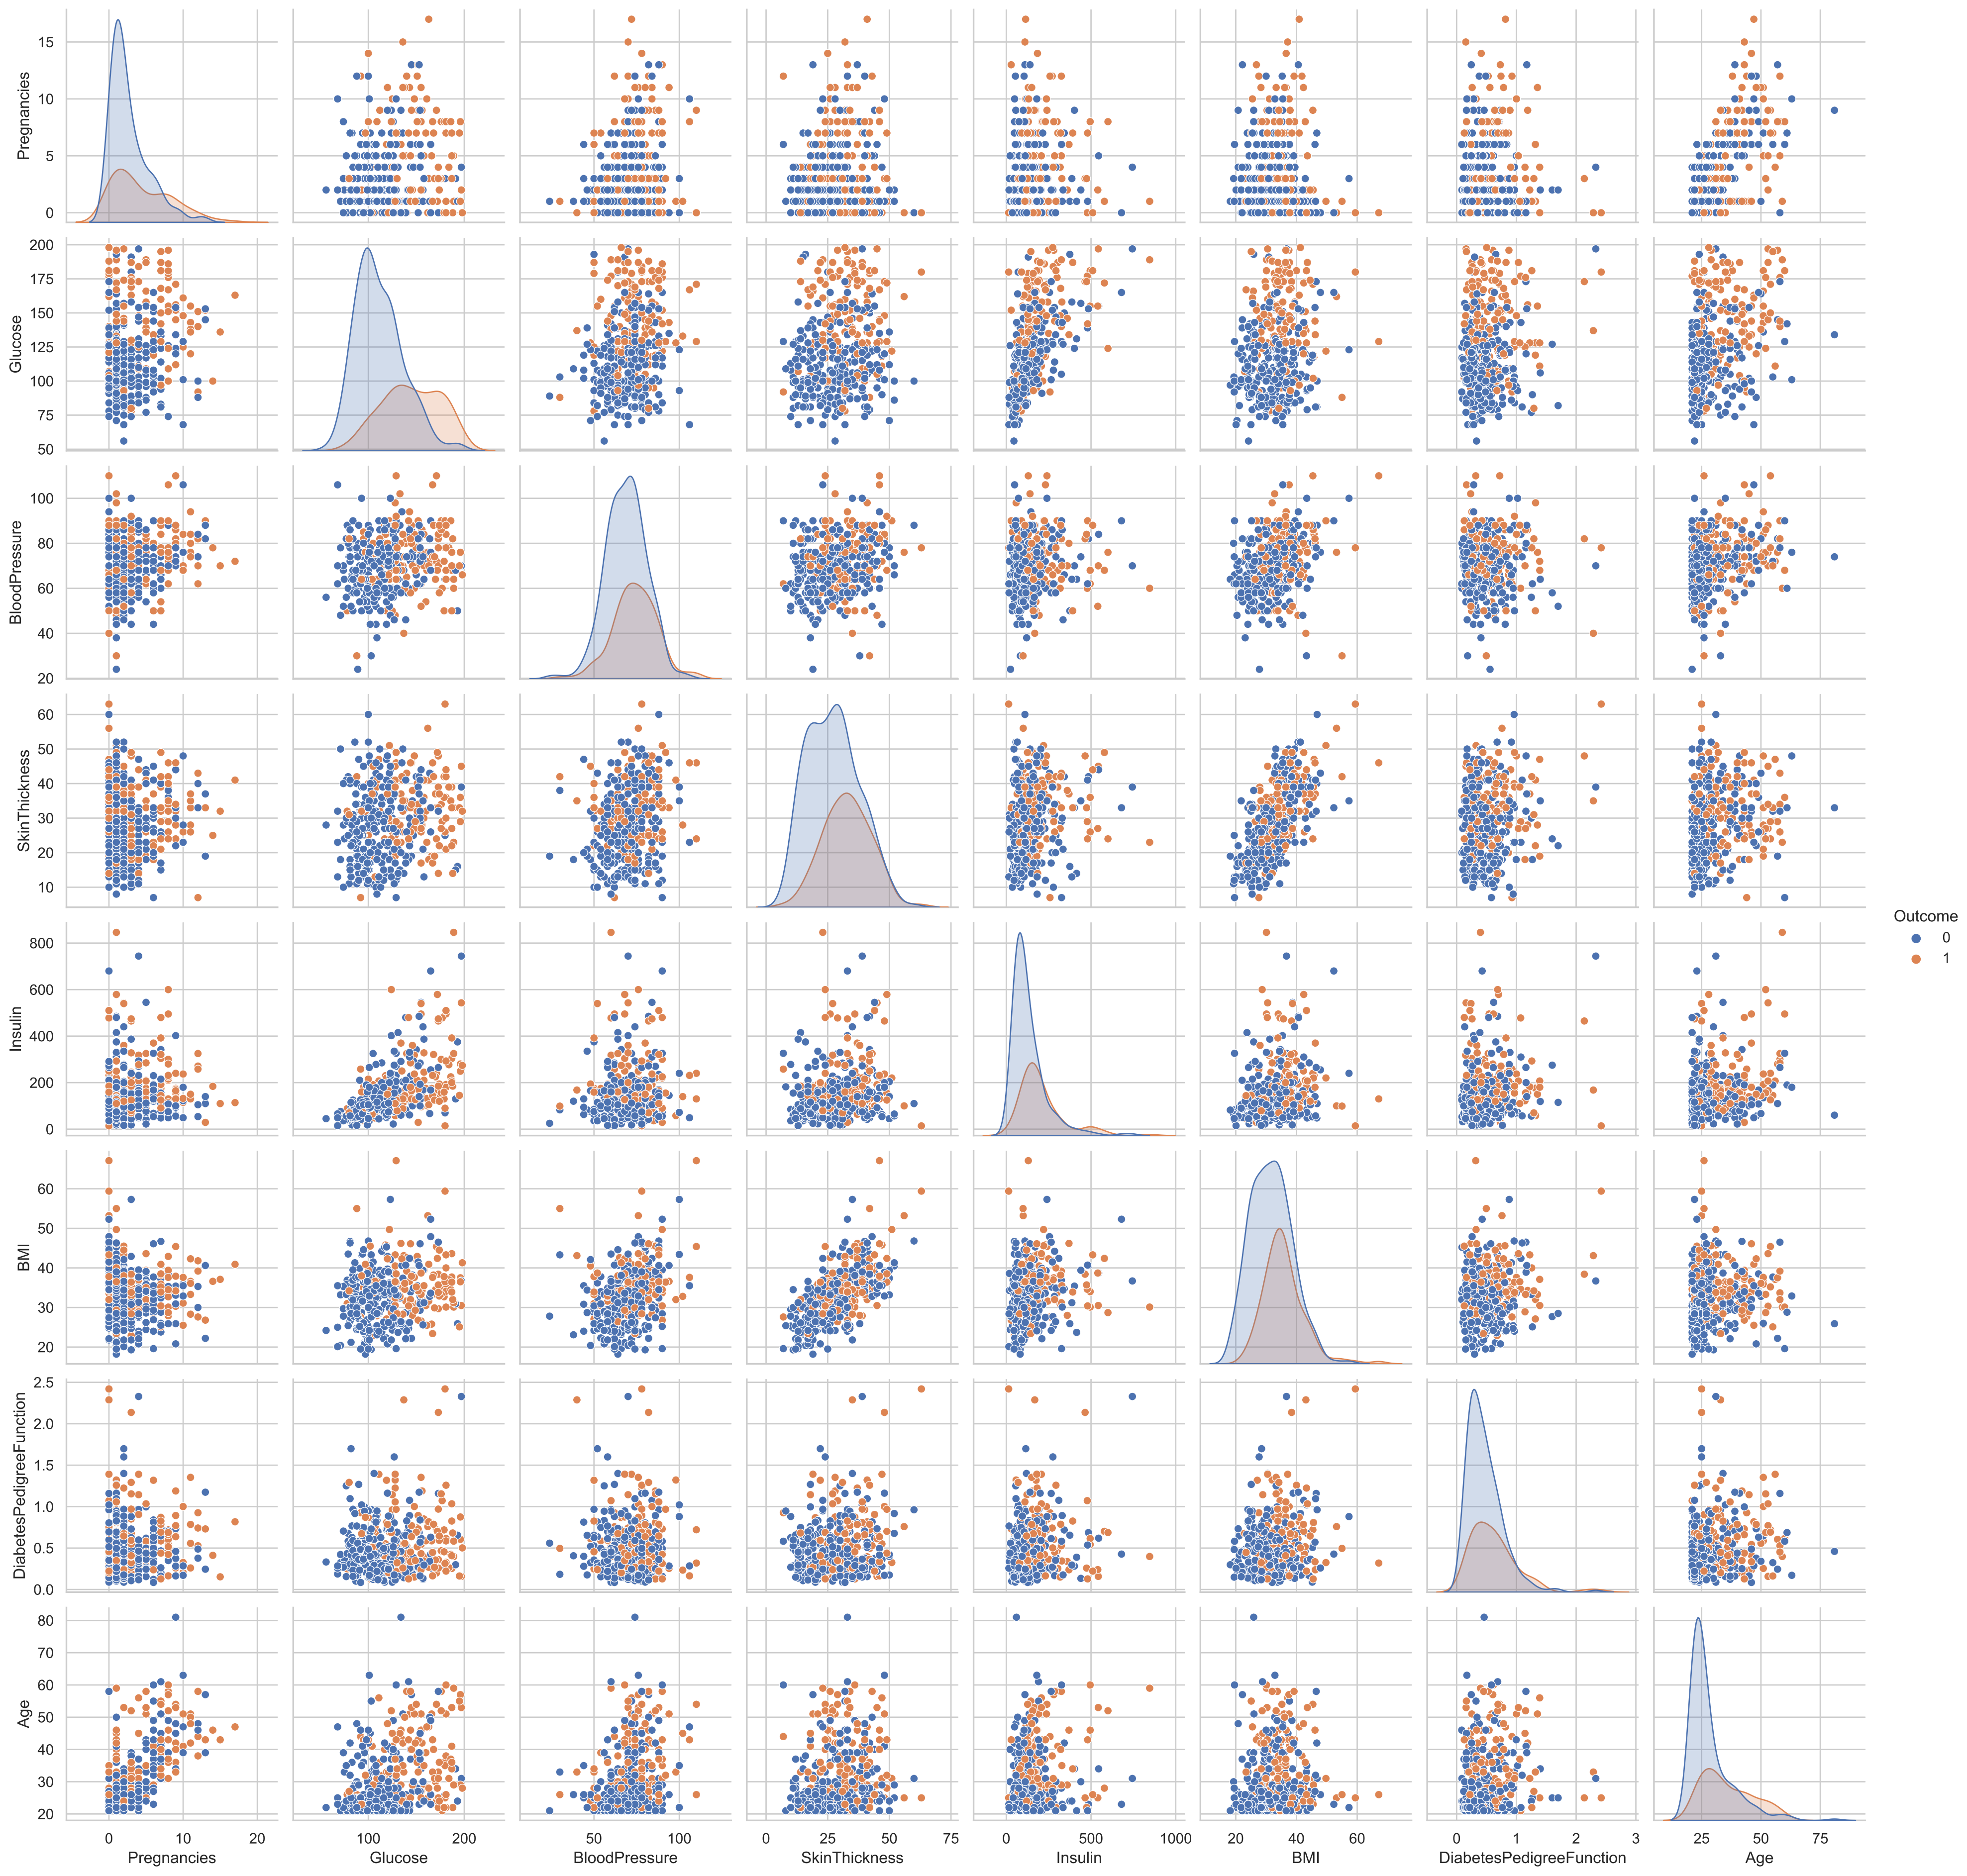 Pregnancies
15
10
5
0
Glucose
200
175
150
125
100
75
50
BloodPressure
100
80
60
40
20
SkinThickness
60
50
40
30
20
10
Insulin
800
600
400
200
0
Outcome
0
1
BMI
60
50
40
30
20
DiabetesPedigreeFunction
2.5
2.0
1.5
1.0
0.5
0.0
Age
80
70
60
50
40
30
20
0 10 20
100 200
50 100
0 25 50 75
0 500 1000
20 40 60
0 1 2 3
25 50 75
Pregnancies
Glucose
BloodPressure
SkinThickness
Insulin
BMI
DiabetesPedigreeFunction
Age